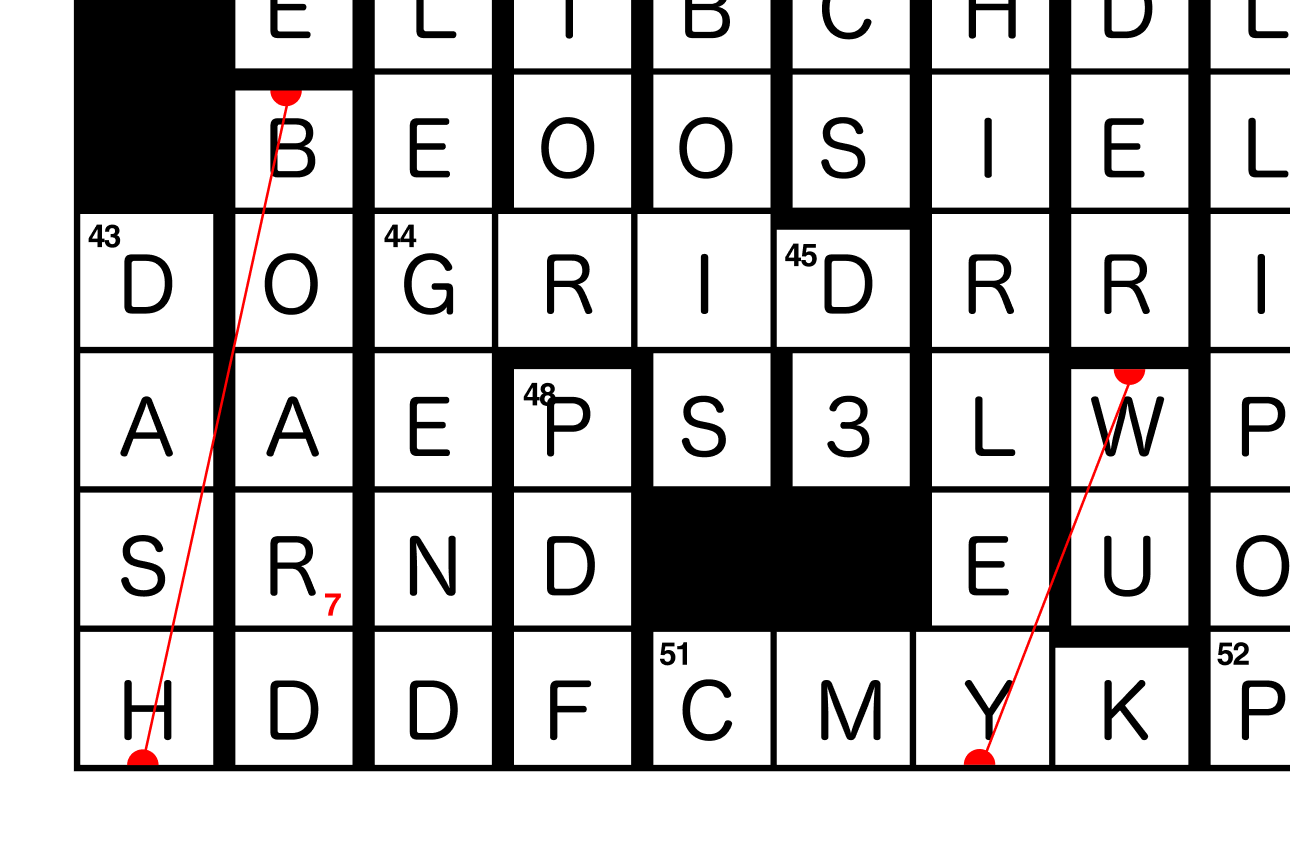 E L I B C H D L
B E O O S I E L
43 44 45
D O G R I D R R I
48
A A E P S 3 L W P
S R N D E U O
7
51 52
H D D F C M Y K P